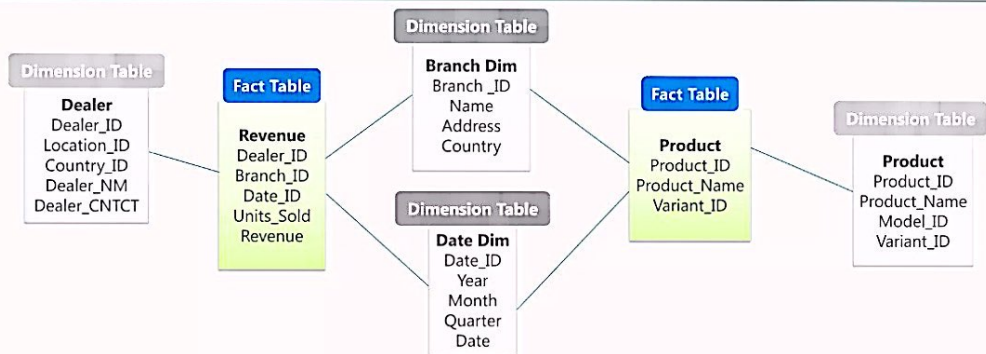 Dimension Table
Dealer
Dealer_ID
Location_ID
Country_ID
Dealer_NM
Dealer_CNTCT
Fact Table
Revenue
Dealer_ID
Branch_ID
Date_ID
Units_Sold
Revenue
Dimension Table
Branch Dim
Branch _ID
Name
Address
Country
Dimension Table
Date Dim
Date_ID
Year
Month
Quarter
Date
Fact Table
Product
Product_ID
Product_Name
Variant_ID
Dimension Table
Product
Product_ID
Product_Name
Model_ID
Variant_ID